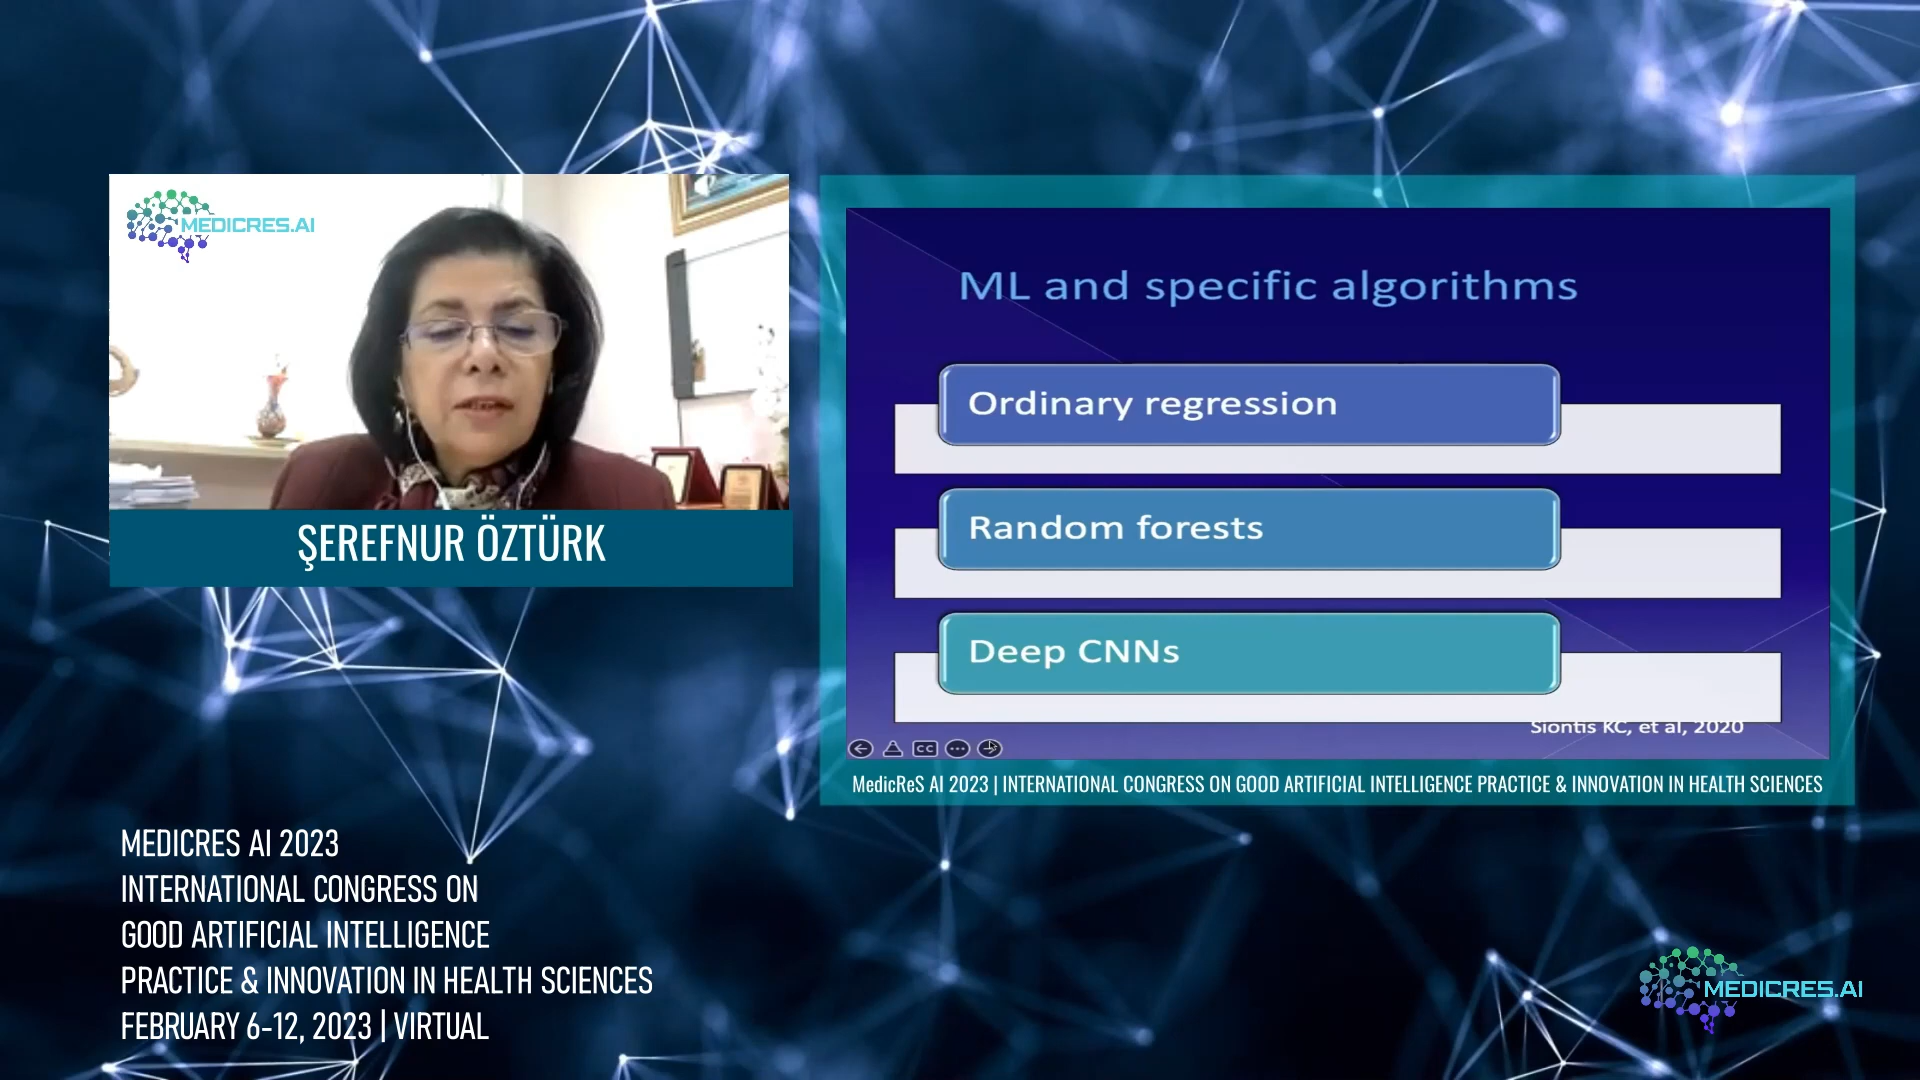 MEDICRES.AI
ŞEREFNUR ÖZTÜRK
ML and specific algorithms
Ordinary regression
Random forests
Deep CNNs
Siontis KC, et al, 2020
CC
MedicReS AI 2023 | INTERNATIONAL CONGRESS ON GOOD ARTIFICIAL INTELLIGENCE PRACTICE & INNOVATION IN HEALTH SCIENCES
MEDICRES AI 2023
INTERNATIONAL CONGRESS ON
GOOD ARTIFICIAL INTELLIGENCE
PRACTICE & INNOVATION IN HEALTH SCIENCES
FEBRUARY 6-12, 2023 | VIRTUAL
MEDICRES.AI